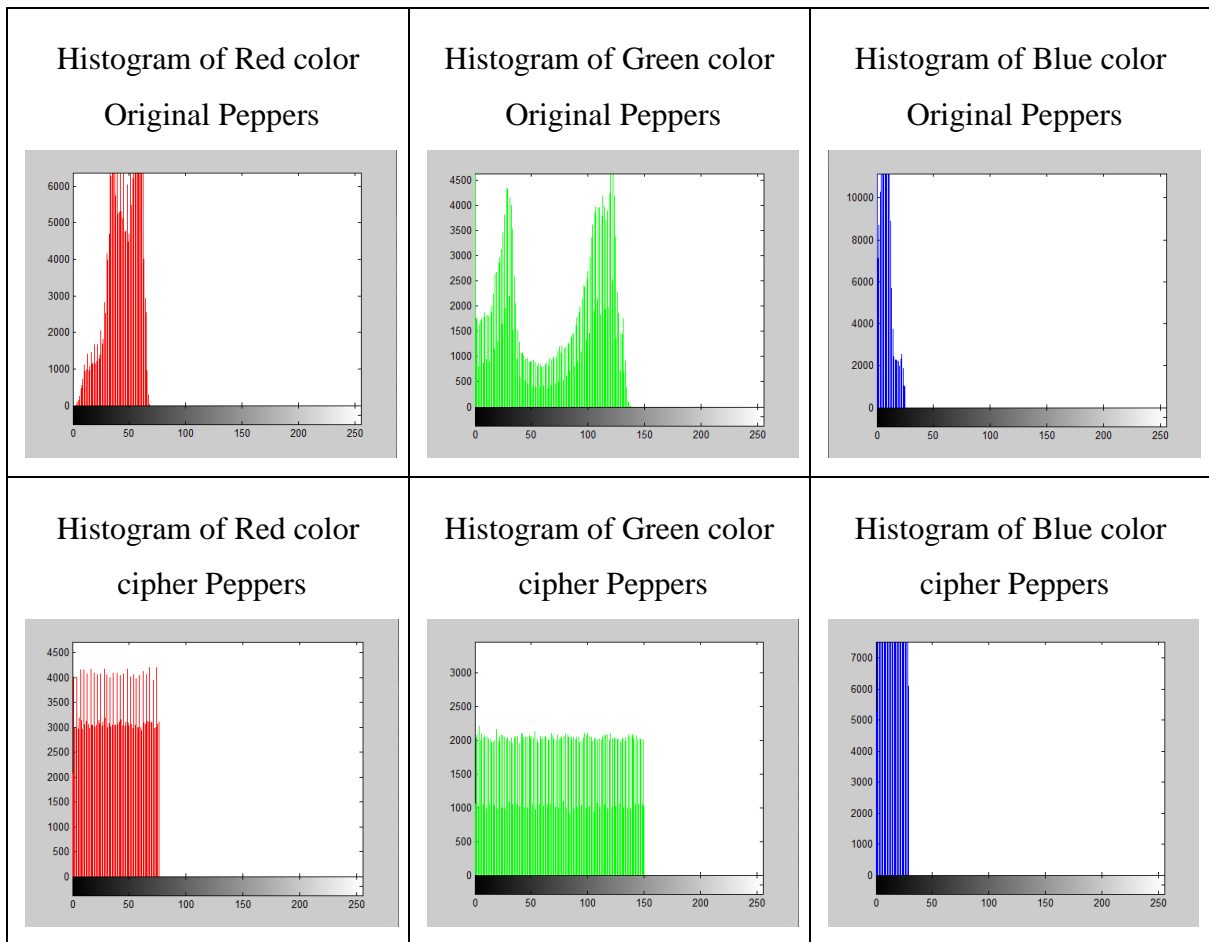 Histogram of Red color
Original Peppers
6000
5000
4000
3000
2000
1000
0
0 50 100 150 200 250
Histogram of Green color
Original Peppers
4500
4000
3500
3000
2500
2000
1500
1000
500
0
0 50 100 150 200 250
Histogram of Blue color
Original Peppers
10000
8000
6000
4000
2000
0
0 50 100 150 200 250
Histogram of Red color
cipher Peppers
4500
4000
3500
3000
2500
2000
1500
1000
500
0
0 50 100 150 200 250
Histogram of Green color
cipher Peppers
3000
2500
2000
1500
1000
500
0
0 50 100 150 200 250
Histogram of Blue color
cipher Peppers
7000
6000
5000
4000
3000
2000
1000
0
0 50 100 150 200 250